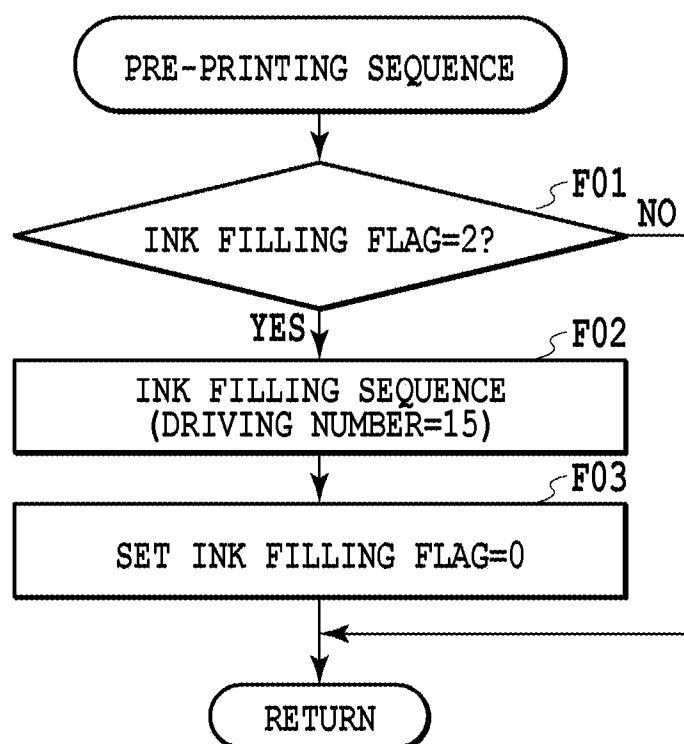 PRE-PRINTING SEQUENCE
F01
NO
INK FILLING FLAG=2?
YES
F02
INK FILLING SEQUENCE
(DRIVING NUMBER=15)
F03
SET INK FILLING FLAG=0
RETURN